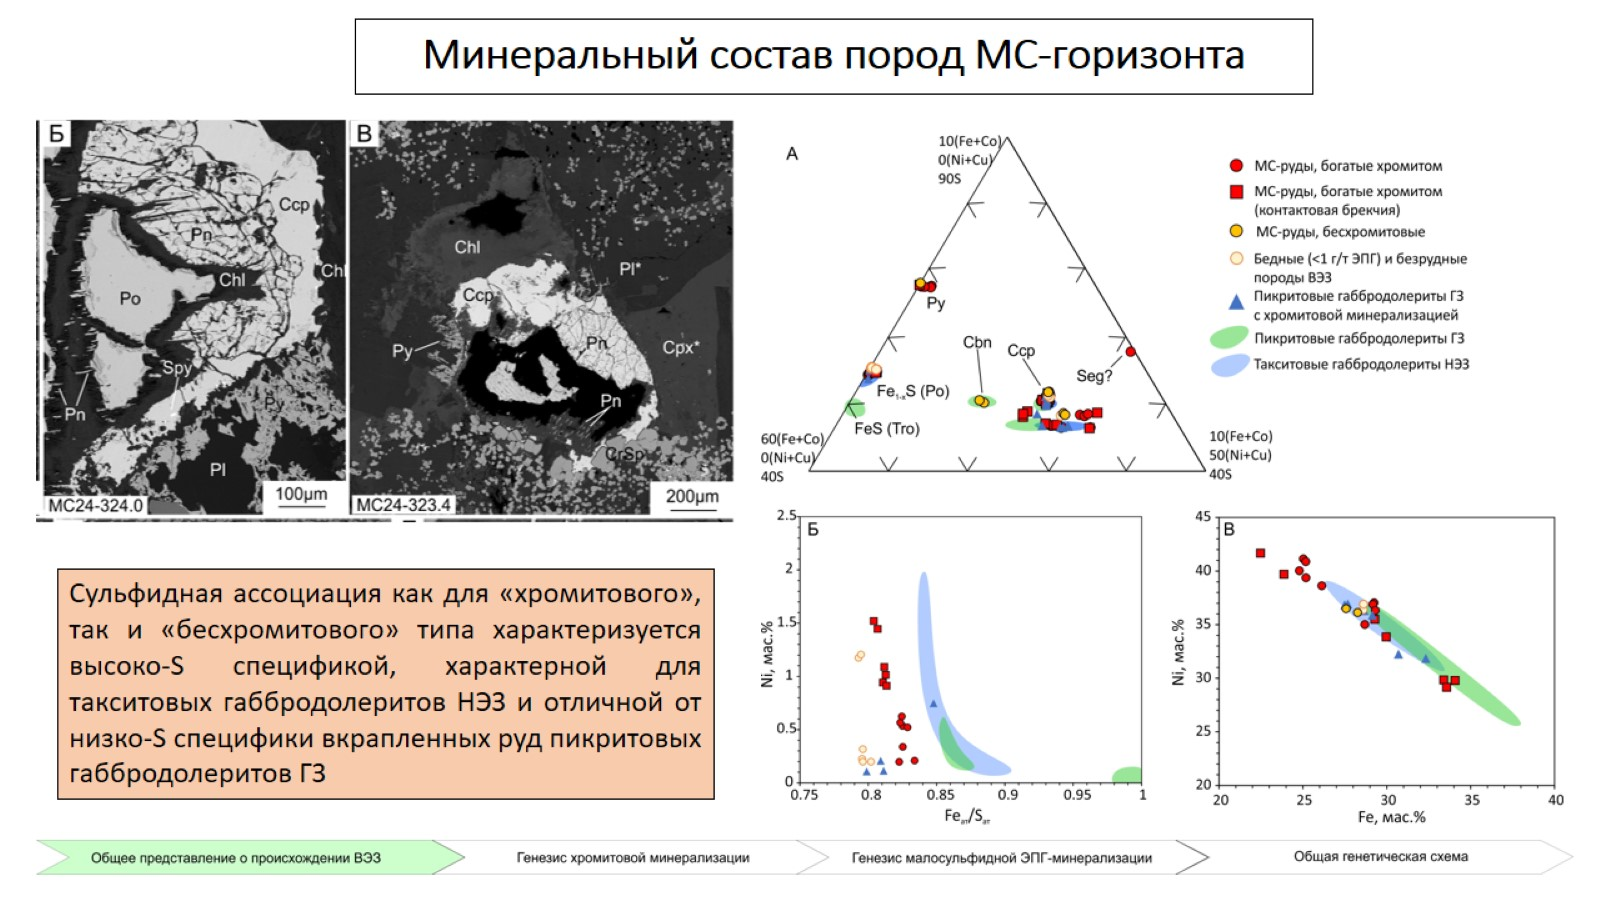 Минеральный состав пород МС-горизонта
Б
Ccp
Pn
Chl
Chl
Po
Spy
Pn
Py
Pl
100µm
МС24-324.0
В
Chl
Pl*
Ccp
Pn
Cpx*
Py
Pn
CrSp
200µm
МС24-323.4
Сульфидная ассоциация как для «хромитового»,
так и «бесхромитового» типа характеризуется
высоко-S спецификой, характерной для
такситовых габбродолеритов НЭЗ и отличной от
низко-S специфики вкрапленных руд пикритовых
габбродолеритов ГЗ
А
10(Fe+Co)
0(Ni+Cu)
90S
Py
Cbn
Ccp
Seg?
Fe₁₋ₓS (Po)
FeS (Tro)
60(Fe+Co)
0(Ni+Cu)
40S
10(Fe+Co)
50(Ni+Cu)
40S
МС-руды, богатые хромитом
МС-руды, богатые хромитом
(контактовая брекчия)
МС-руды, бесхромитовые
Бедные (<1 г/т ЭПГ) и безрудные
породы ВЭЗ
Пикритовые габбродолериты ГЗ
с хромитовой минерализацией
Пикритовые габбродолериты ГЗ
Такситовые габбродолериты НЭЗ
Б
2.5
2
1.5
1
0.5
0
Ni, мас.%
0.75 0.8 0.85 0.9 0.95 1
Feат/Sат
В
45
40
35
30
25
20
Ni, мас.%
20 25 30 35 40
Fe, мас.%
Общее представление о происхождении ВЭЗ
Генезис хромитовой минерализации
Генезис малосульфидной ЭПГ-минерализации
Общая генетическая схема